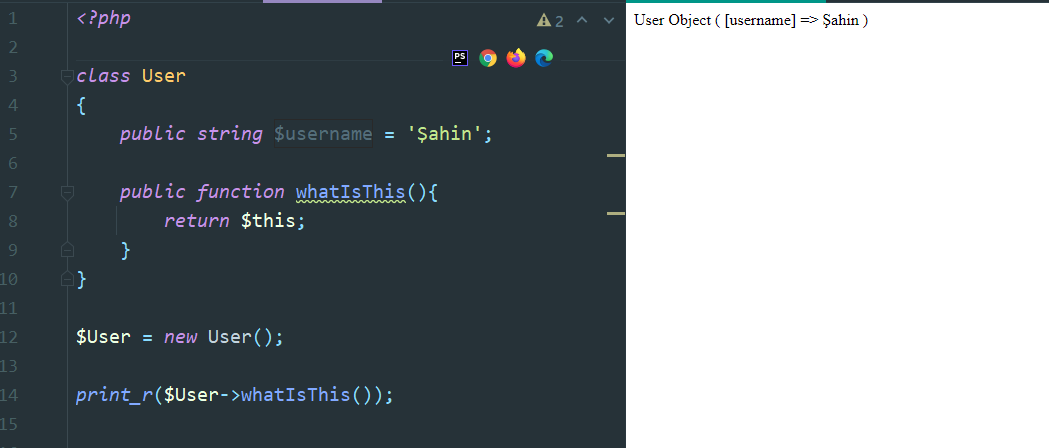 1 <?php
2
3 class User
4 {
5 public string $username = 'Şahin';
6
7 public function whatIsThis(){
8 return $this;
9 }
10 }
11
12 $User = new User();
13
14 print_r($User->whatIsThis());
15
2
PS
User Object ( [username] => Şahin )